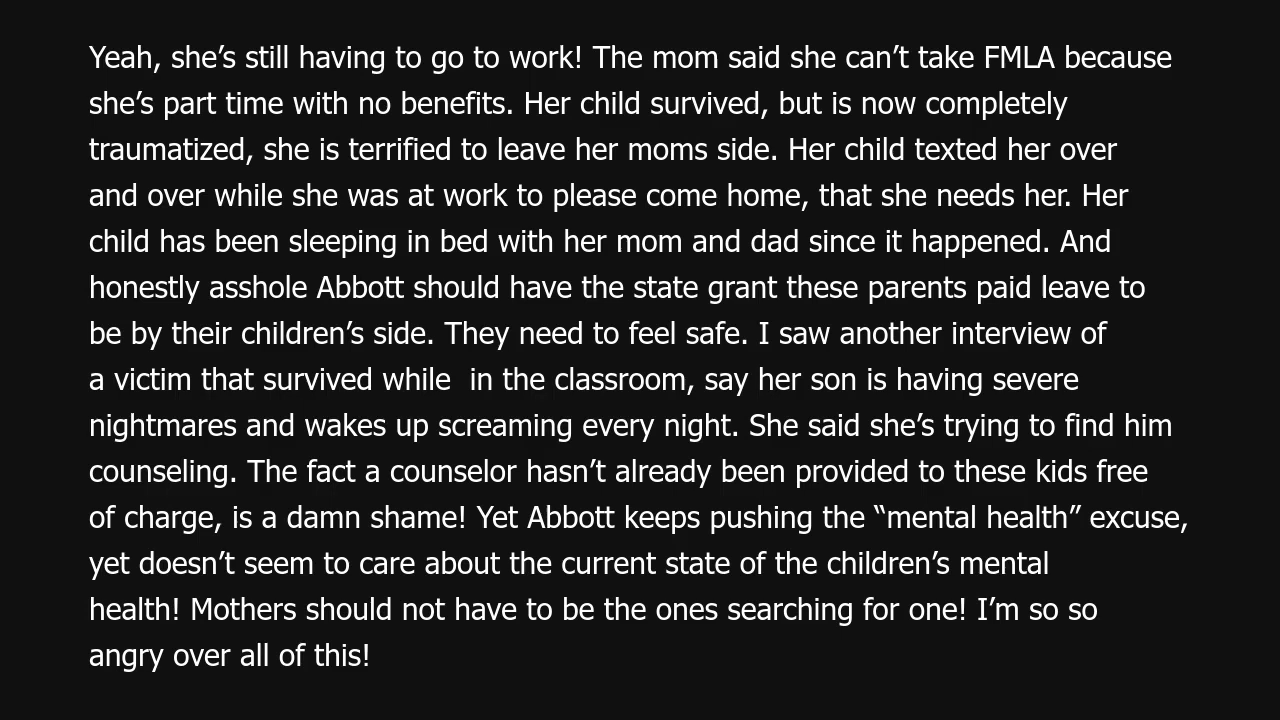 Yeah, she’s still having to go to work! The mom said she can’t take FMLA because
she’s part time with no benefits. Her child survived, but is now completely
traumatized, she is terrified to leave her moms side. Her child texted her over
and over while she was at work to please come home, that she needs her. Her
child has been sleeping in bed with her mom and dad since it happened. And
honestly asshole Abbott should have the state grant these parents paid leave to
be by their children’s side. They need to feel safe. I saw another interview of
a victim that survived while  in the classroom, say her son is having severe
nightmares and wakes up screaming every night. She said she’s trying to find him
counseling. The fact a counselor hasn’t already been provided to these kids free
of charge, is a damn shame! Yet Abbott keeps pushing the “mental health” excuse,
yet doesn’t seem to care about the current state of the children’s mental
health! Mothers should not have to be the ones searching for one! I’m so so
angry over all of this!